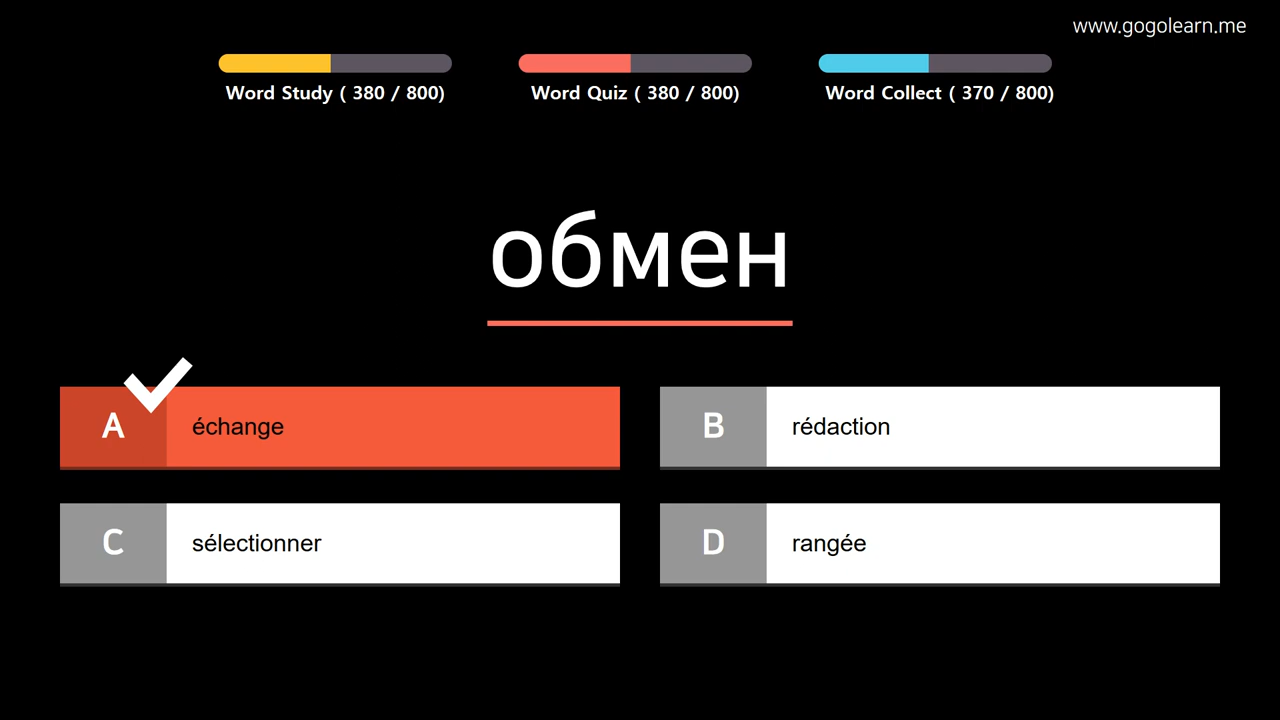 www.gogolearn.me
Word Study ( 380 / 800)
Word Quiz ( 380 / 800)
Word Collect ( 370 / 800)
обмен
A échange
B rédaction
C sélectionner
D rangée